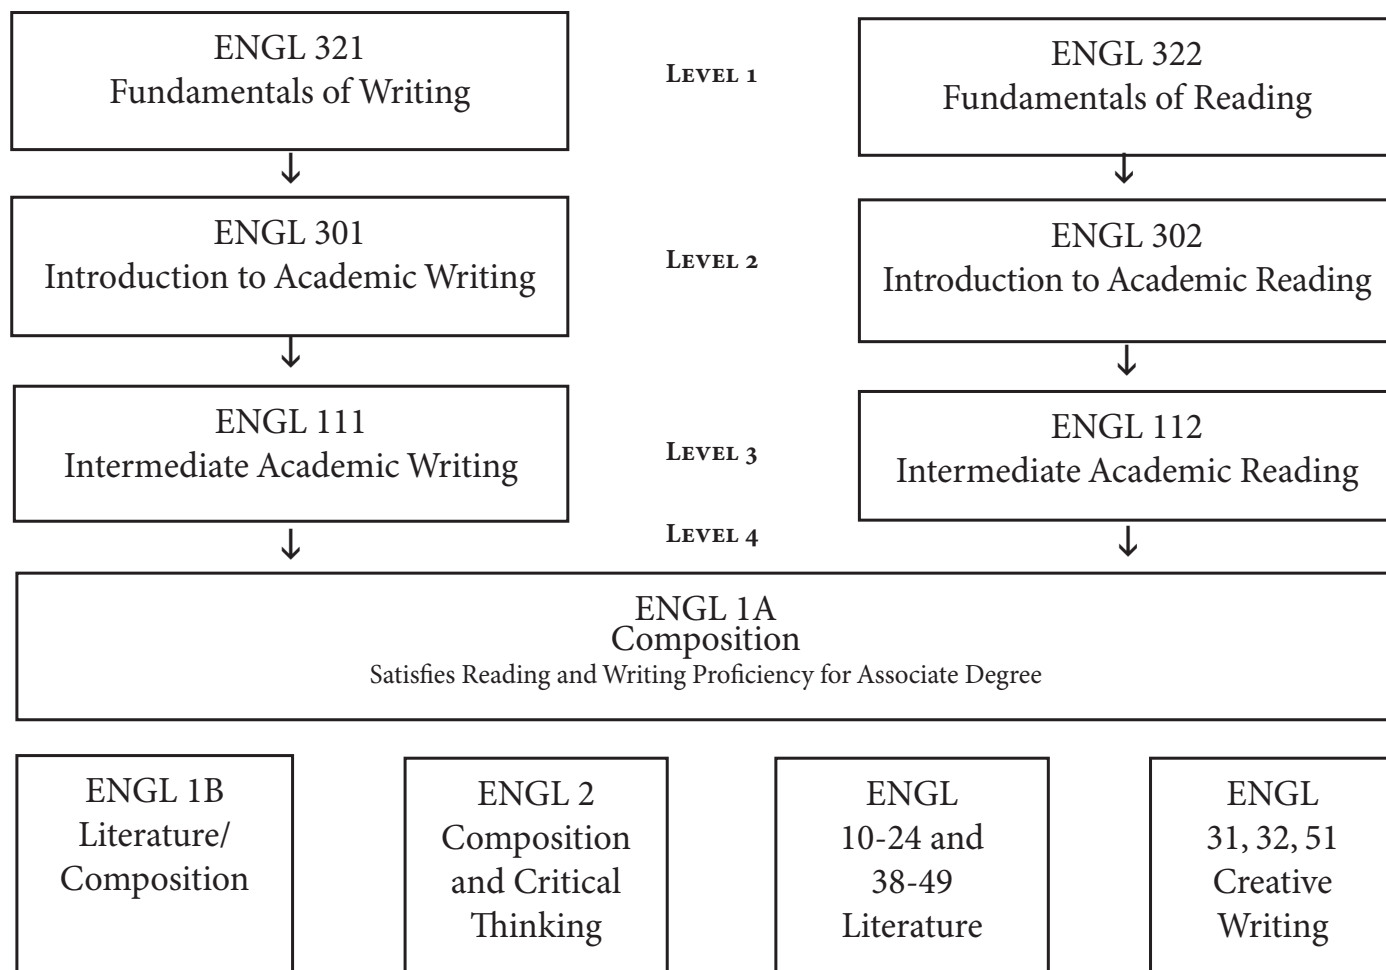 ENGL 321
Fundamentals of Writing
LEVEL 1
ENGL 322
Fundamentals of Reading
ENGL 301
Introduction to Academic Writing
LEVEL 2
ENGL 302
Introduction to Academic Reading
ENGL 111
Intermediate Academic Writing
LEVEL 3
ENGL 112
Intermediate Academic Reading
LEVEL 4
ENGL 1A
Composition
Satisfies Reading and Writing Proficiency for Associate Degree
ENGL 1B
Literature/
Composition
ENGL 2
Composition
and Critical
Thinking
ENGL
10-24 and
38-49
Literature
ENGL
31, 32, 51
Creative
Writing